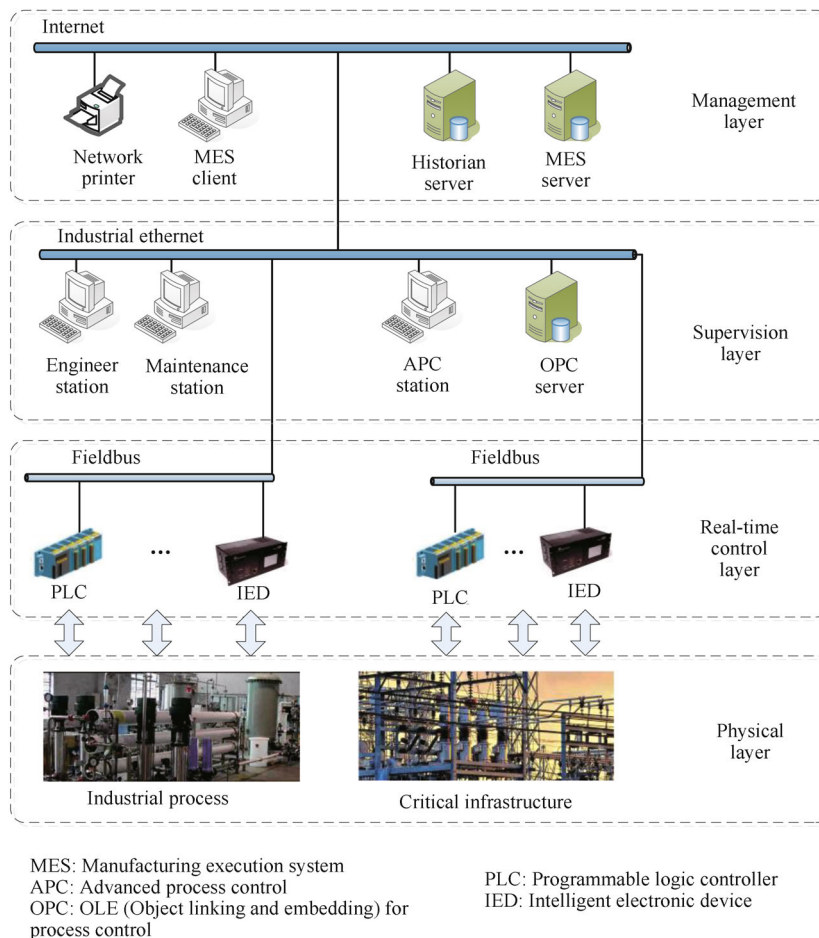 Internet
Network
printer
MES
client
Historian
server
MES
server
Management
layer
Industrial ethernet
Engineer
station
Maintenance
station
APC
station
OPC
server
Supervision
layer
Fieldbus
Fieldbus
PLC
...
IED
PLC
...
IED
Real-time
control
layer
Industrial process
Critical infrastructure
Physical
layer
MES: Manufacturing execution system
APC: Advanced process control
OPC: OLE (Object linking and embedding) for
process control
PLC: Programmable logic controller
IED: Intelligent electronic device